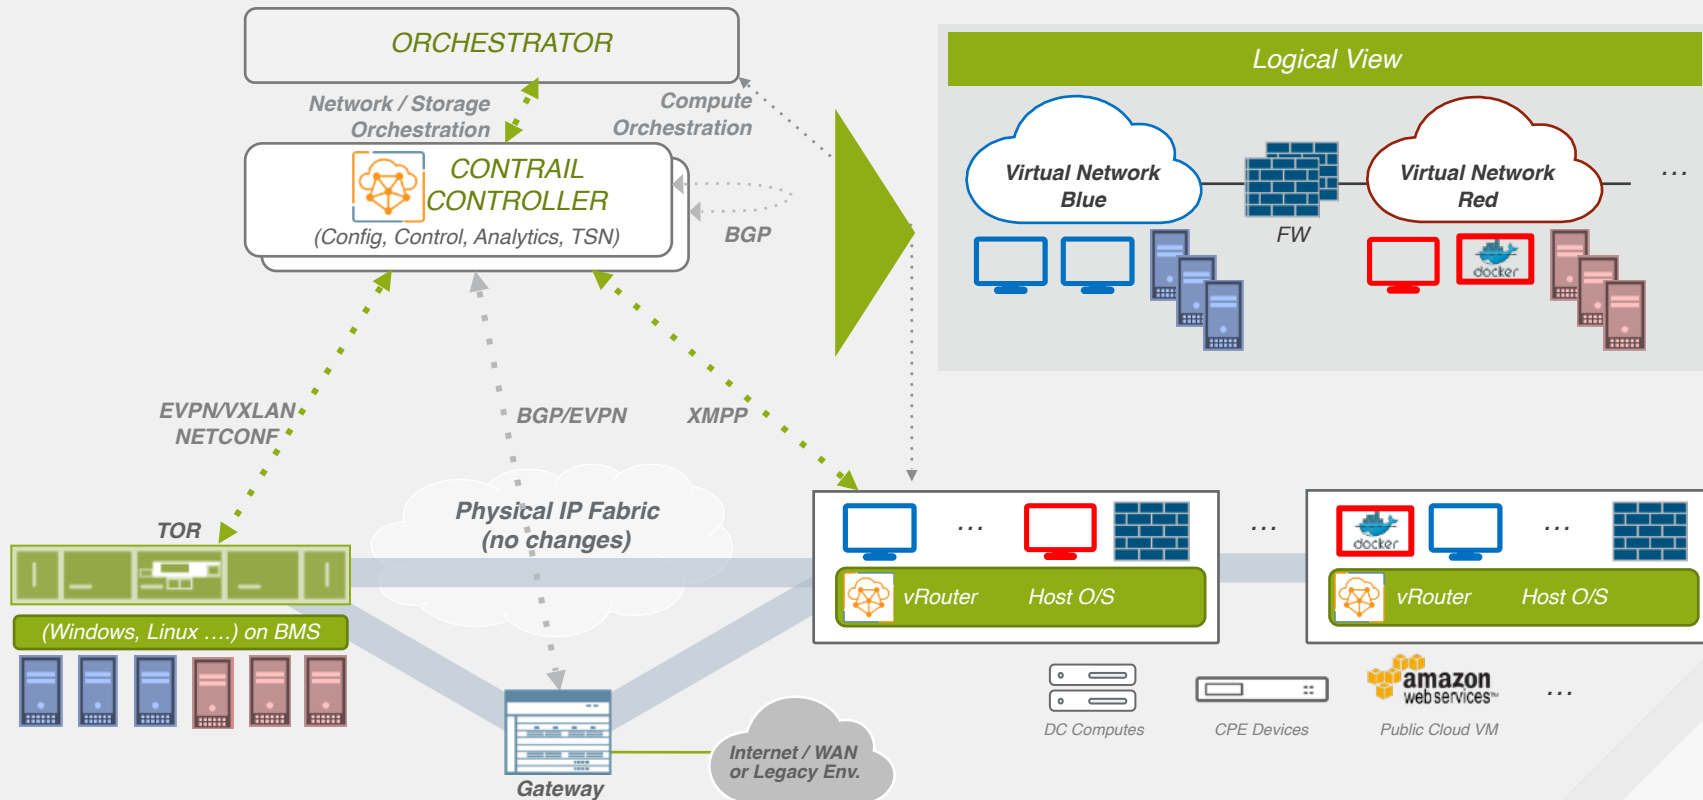 ORCHESTRATOR
Network / Storage
Orchestration
Compute
Orchestration
CONTRAIL
CONTROLLER
(Config, Control, Analytics, TSN)
BGP
Logical View
Virtual Network
Blue
FW
Virtual Network
Red
...
docker
EVPN/VXLAN
NETCONF
BGP/EVPN
XMPP
TOR
Physical IP Fabric
(no changes)
...
...
docker
...
vRouter Host O/S
vRouter Host O/S
(Windows, Linux ....) on BMS
DC Computes
CPE Devices
amazon
web services™
Public Cloud VM
...
Internet / WAN
or Legacy Env.
Gateway